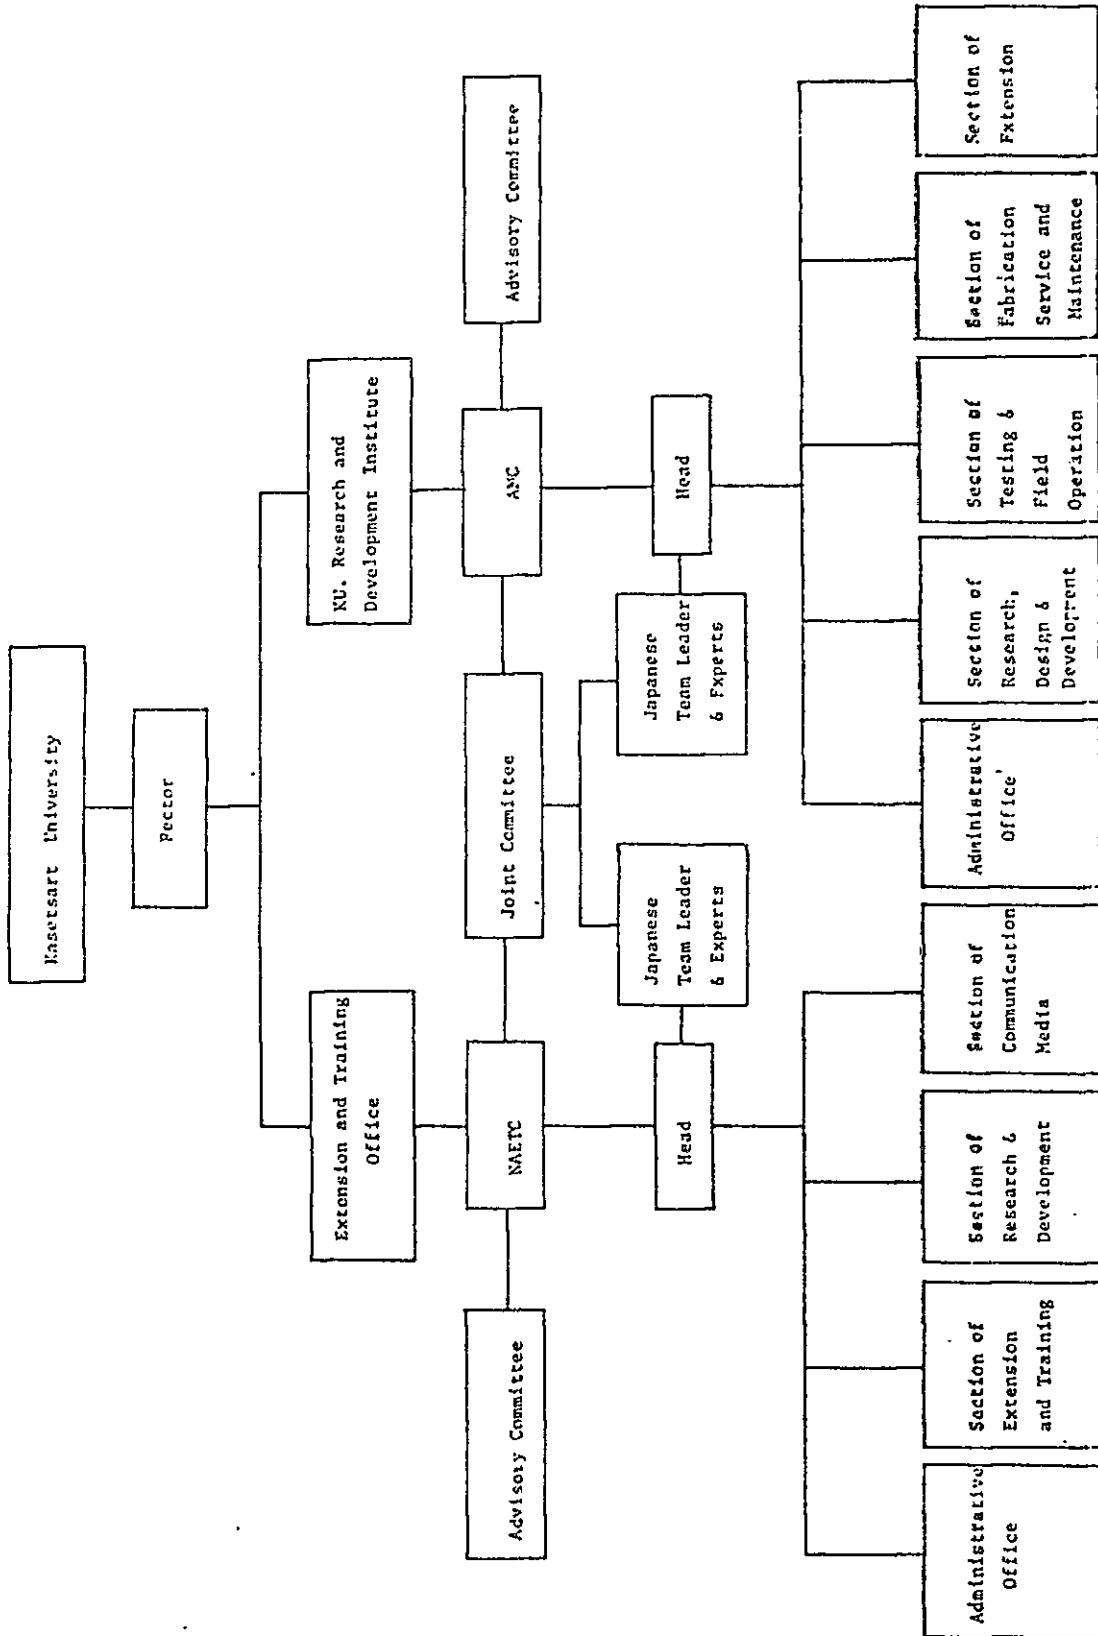 Kasetsart University
Rector
Extension and Training
Office
KU. Research and
Development Institute
Advisory Committee
NAETC
Joint Committee
AMC
Advisory Committee
Head
Japanese
Team Leader
& Experts
Japanese
Team Leader
& Experts
Head
Administrative
Office
Section of
Extension
and Training
Section of
Research &
Development
Section of
Communication
Media
Administrative
Office
Section of
Research,
Design &
Development
Section of
Testing &
Field
Operation
Section of
Fabrication
Service and
Maintenance
Section of
Extension